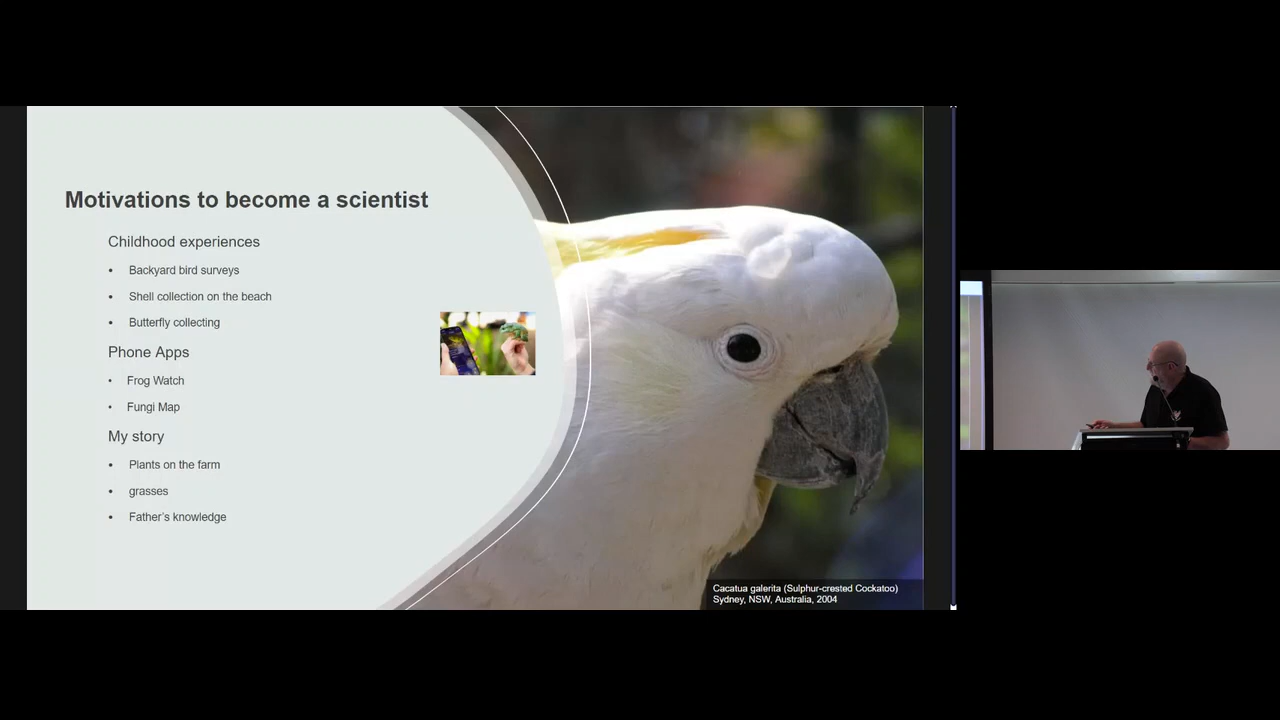 Motivations to become a scientist
Childhood experiences
• Backyard bird surveys
• Shell collection on the beach
• Butterfly collecting
Phone Apps
• Frog Watch
• Fungi Map
My story
• Plants on the farm
• grasses
• Father's knowledge
Cacatua galerita (Sulphur-crested Cockatoo)
Sydney, NSW, Australia, 2004